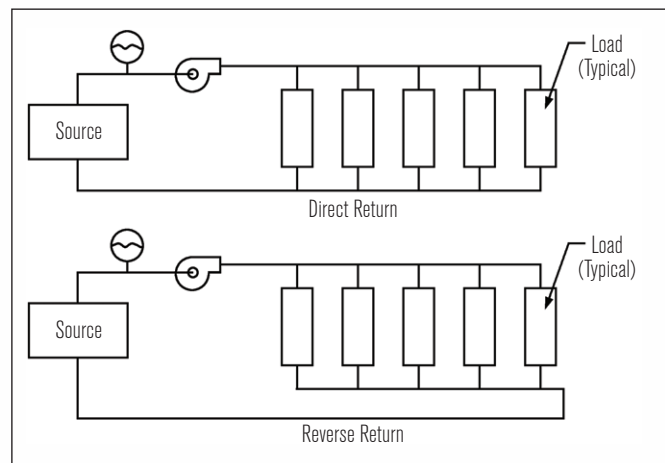 Load
(Typical)
Source
Direct Return
Load
(Typical)
Source
Reverse Return